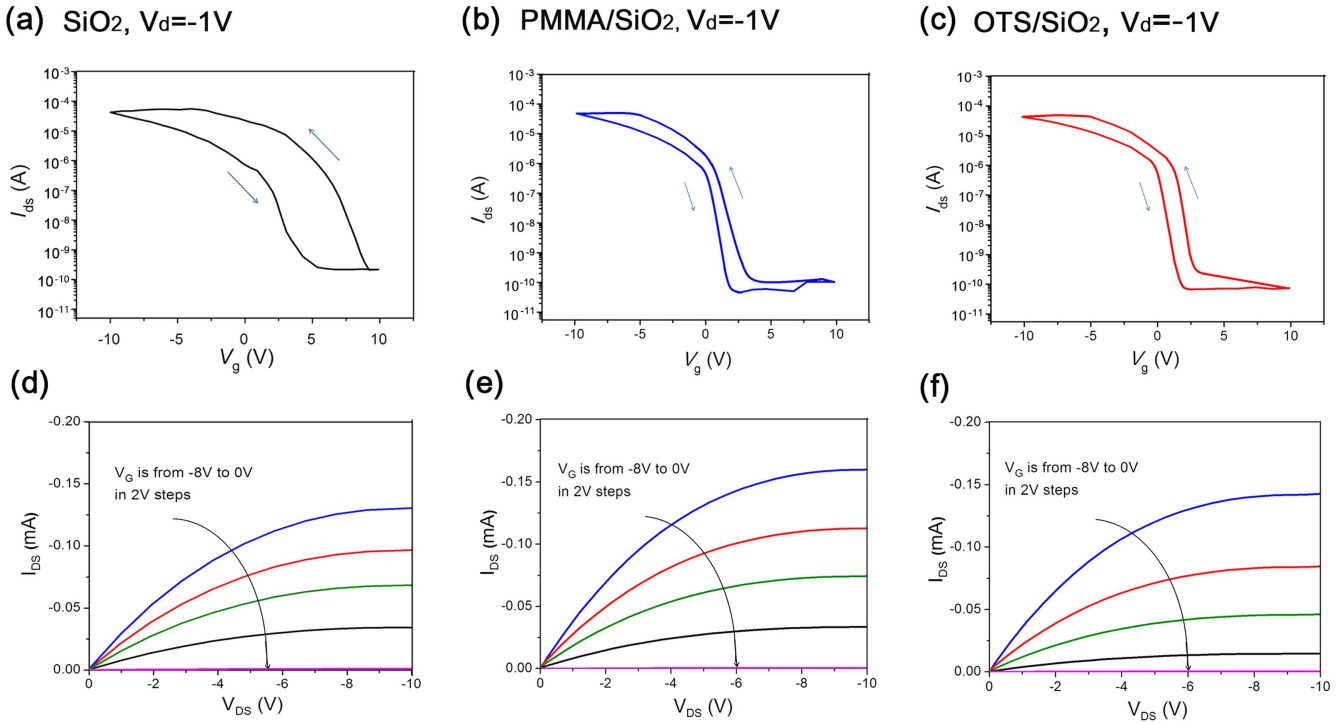 (a) SiO₂, Vd=-1V
(b) PMMA/SiO₂, Vd=-1V
(c) OTS/SiO₂, Vd=-1V
10⁻³
10⁻⁴
10⁻⁵
10⁻⁶
10⁻⁷
10⁻⁸
10⁻⁹
10⁻¹⁰
10⁻¹¹
Ids (A)
-10 -5 0 5 10
Vg (V)
10⁻³
10⁻⁴
10⁻⁵
10⁻⁶
10⁻⁷
10⁻⁸
10⁻⁹
10⁻¹⁰
10⁻¹¹
Ids (A)
-10 -5 0 5 10
Vg (V)
10⁻³
10⁻⁴
10⁻⁵
10⁻⁶
10⁻⁷
10⁻⁸
10⁻⁹
10⁻¹⁰
10⁻¹¹
Ids (A)
-10 -5 0 5 10
Vg (V)
(d)
-0.20
-0.15
-0.10
-0.05
0.00
IDS (mA)
VG is from -8V to 0V
in 2V steps
0 -2 -4 -6 -8 -10
VDS (V)
(e)
-0.20
-0.15
-0.10
-0.05
0.00
IDS (mA)
VG is from -8V to 0V
in 2V steps
0 -2 -4 -6 -8 -10
VDS (V)
(f)
-0.20
-0.15
-0.10
-0.05
0.00
IDS (mA)
VG is from -8V to 0V
in 2V steps
0 -2 -4 -6 -8 -10
VDS (V)